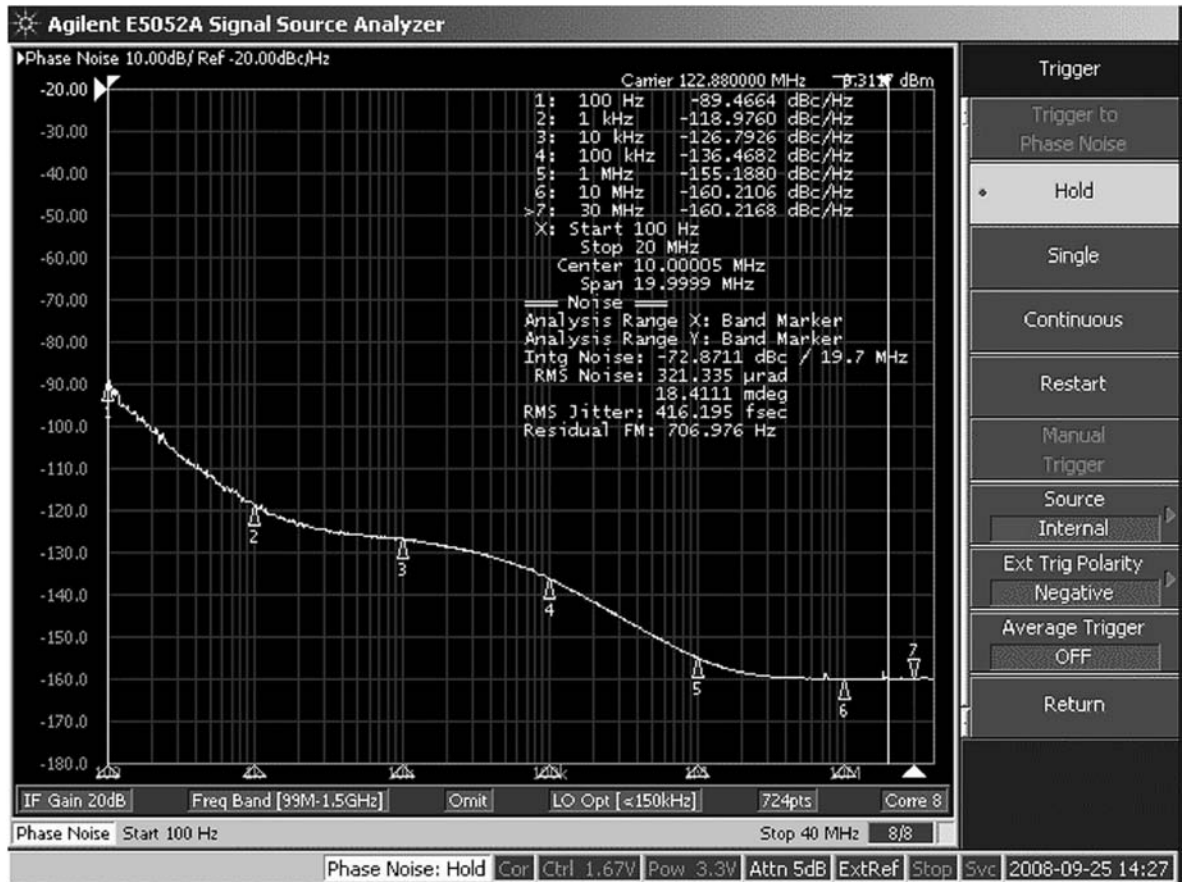 Agilent E5052A Signal Source Analyzer
Phase Noise 10.00dB/ Ref -20.00dBc/Hz
Carrier 122.880000 MHz dBm
1: 100 Hz -89.4664 dBc/Hz
2: 1 kHz -118.9760 dBc/Hz
3: 10 kHz -126.7926 dBc/Hz
4: 100 kHz -136.4682 dBc/Hz
5: 1 MHz -155.1880 dBc/Hz
6: 10 MHz -160.2106 dBc/Hz
>7: 30 MHz -160.2168 dBc/Hz
X: Start 100 Hz
Stop 20 MHz
Center 10.00005 MHz
Span 19.9999 MHz
Noise
Analysis Range X: Band Marker
Analysis Range Y: Band Marker
Intg Noise: -72.8711 dBc / 19.7 MHz
RMS Noise: 321.335 µrad
18.4111 mdeg
RMS Jitter: 416.195 fsec
Residual FM: 706.976 Hz
-20.00
-30.00
-40.00
-50.00
-60.00
-70.00
-80.00
-90.00
-100.0
-110.0
-120.0
-130.0
-140.0
-150.0
-160.0
-170.0
-180.0
1
2
3
4
5
6
7
IF Gain 20dB
Freq Band [99M-1.5GHz]
Omit
LO Opt [<150kHz]
724pts
Corre 8
Phase Noise Start 100 Hz
Stop 40 MHz
8/8
Phase Noise: Hold Cor Ctrl 1.67V Pow 3.3V Attn 5dB ExtRef Stop Svc 2008-09-25 14:27
Trigger
Trigger to
Phase Noise
Hold
Single
Continuous
Restart
Manual
Trigger
Source
Internal
Ext Trig Polarity
Negative
Average Trigger
OFF
Return